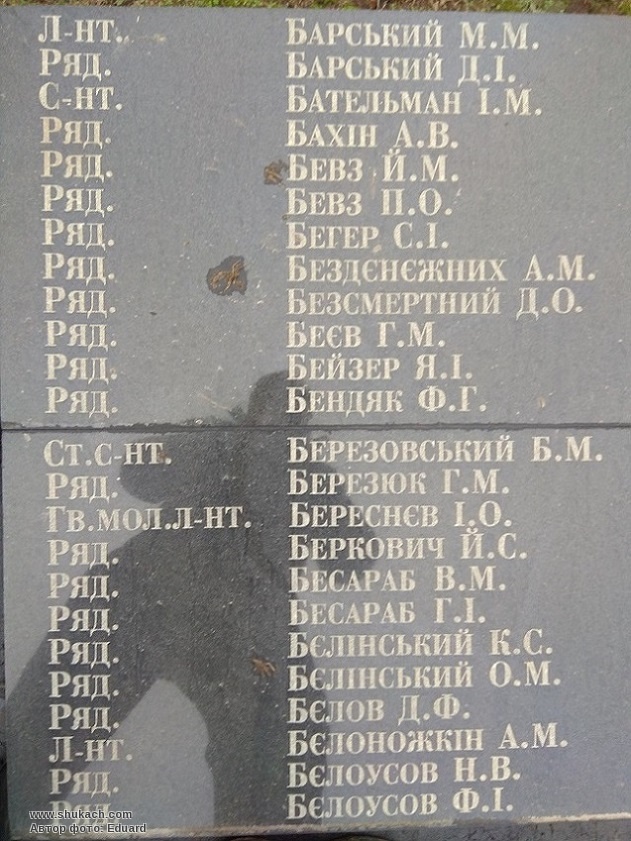 Л-нт. Барський М.М.
Ряд. Барський Д.І.
С-нт. Бательман І.М.
Ряд. Бахін А.В.
Ряд. Бевз Й.М.
Ряд. Бевз П.О.
Ряд. Бегер С.І.
Ряд. Бездєнєжних А.М.
Ряд. Безсмертний Д.О.
Ряд. Беєв Г.М.
Ряд. Бейзер Я.І.
Ряд. Бендяк Ф.Г.
Ст.с-нт. Березовський Б.М.
Ряд. Березюк Г.М.
Гв.мол.л-нт. Береснєв І.О.
Ряд. Беркович Й.С.
Ряд. Бесараб В.М.
Ряд. Бесараб Г.І.
Ряд. Бєлінський К.С.
Ряд. Бєлінський О.М.
Ряд. Бєлов Д.Ф.
Л-нт. Бєлоножкін А.М.
Ряд. Бєлоусов Н.В.
Ряд. Бєлоусов Ф.І.
www.shukach.com
Автор фото: Eduard